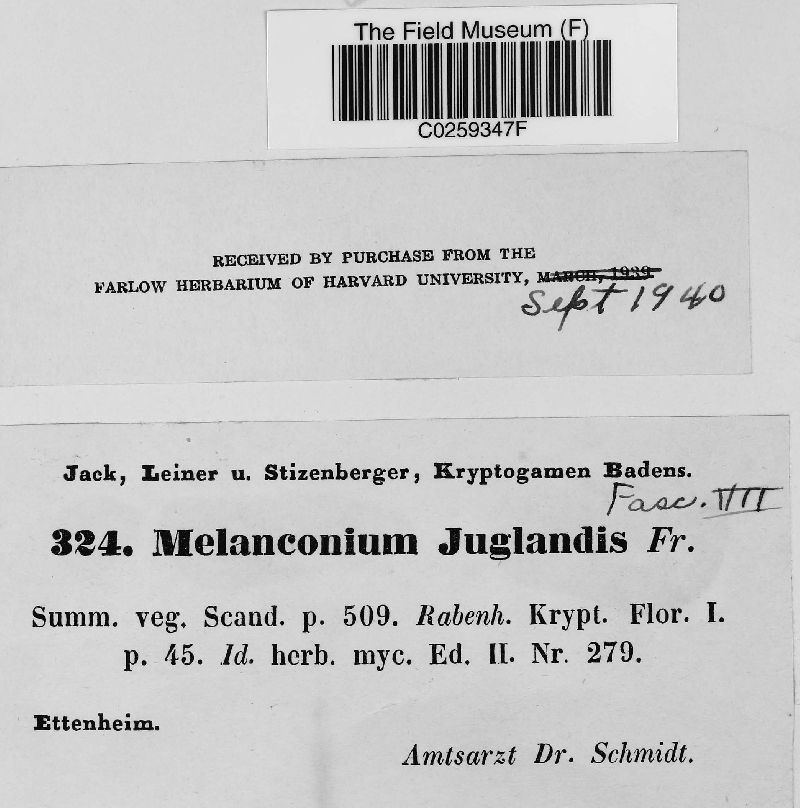 The Field Museum (F)
C0259347F
RECEIVED BY PURCHASE FROM THE
FARLOW HERBARIUM OF HARVARD UNIVERSITY, MARCH, 1939.
Sept 1940
Jack, Leiner u. Stizenberger, Kryptogamen Badens.
Fasc. VII
324. Melanconium Juglandis Fr.
Summ. veg. Scand. p. 509. Rabenh. Krypt. Flor. I.
p. 45. Id. herb. myc. Ed. II. Nr. 279.
Ettenheim.
Amtsarzt Dr. Schmidt.